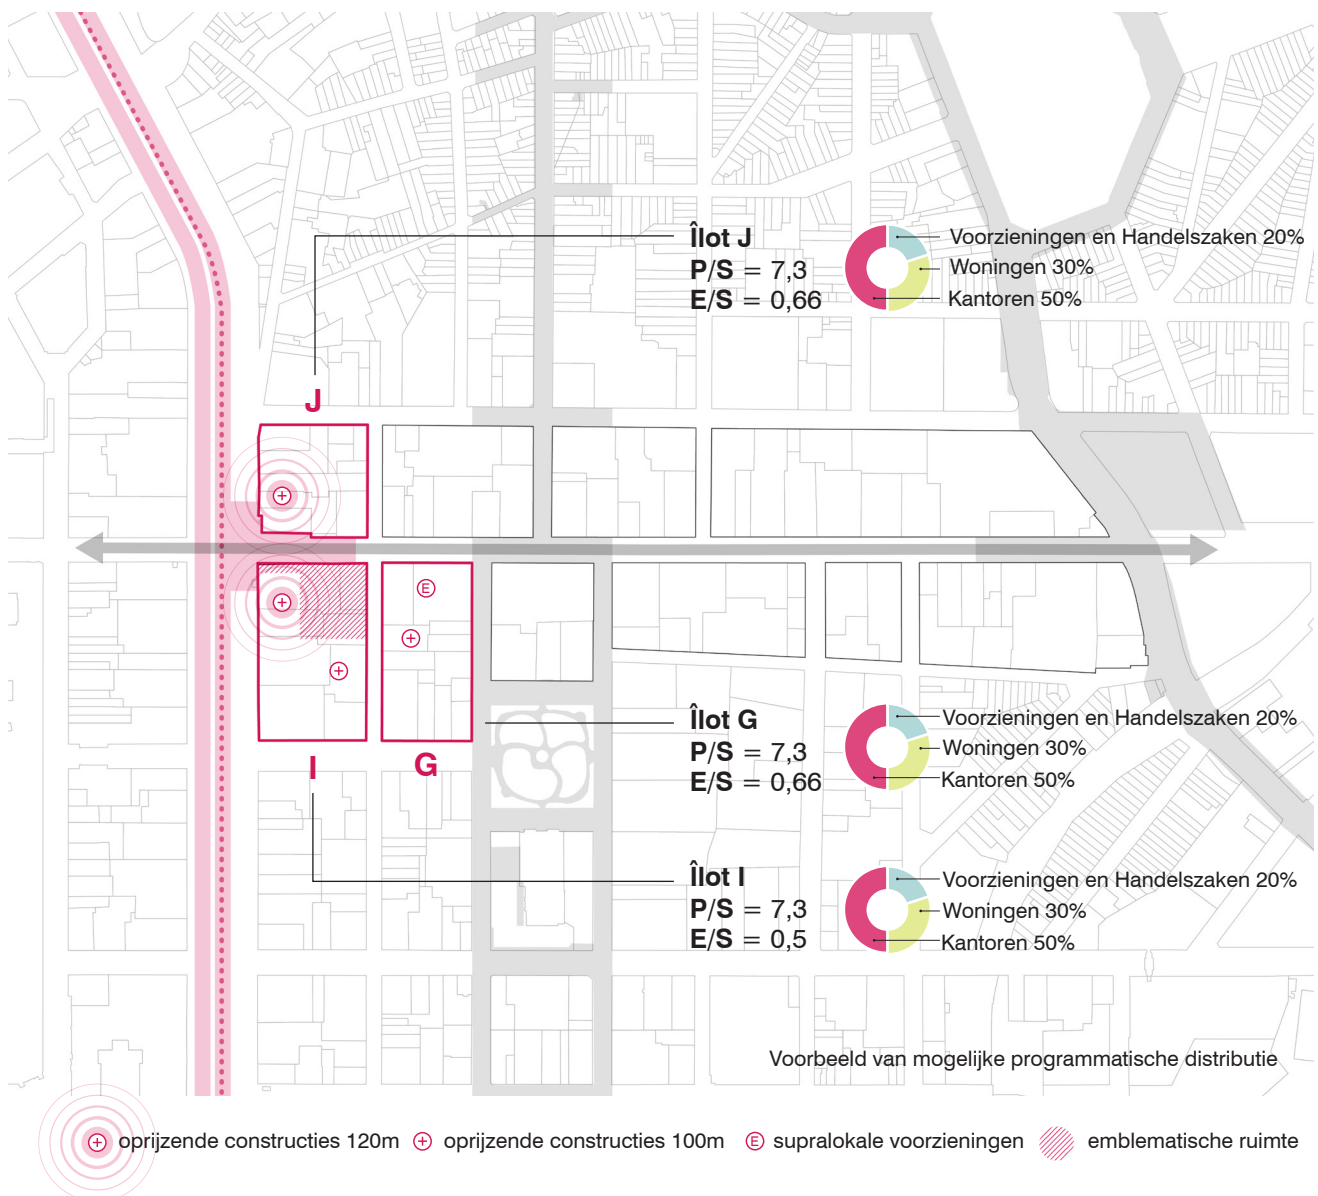 Îlot J
P/S = 7,3
E/S = 0,66
Voorzieningen en Handelszaken 20%
Woningen 30%
Kantoren 50%
J
E
I
G
Îlot G
P/S = 7,3
E/S = 0,66
Voorzieningen en Handelszaken 20%
Woningen 30%
Kantoren 50%
Îlot I
P/S = 7,3
E/S = 0,5
Voorzieningen en Handelszaken 20%
Woningen 30%
Kantoren 50%
Voorbeeld van mogelijke programmatische distributie
oprijzende constructies 120m
oprijzende constructies 100m
E supralokale voorzieningen
emblematische ruimte